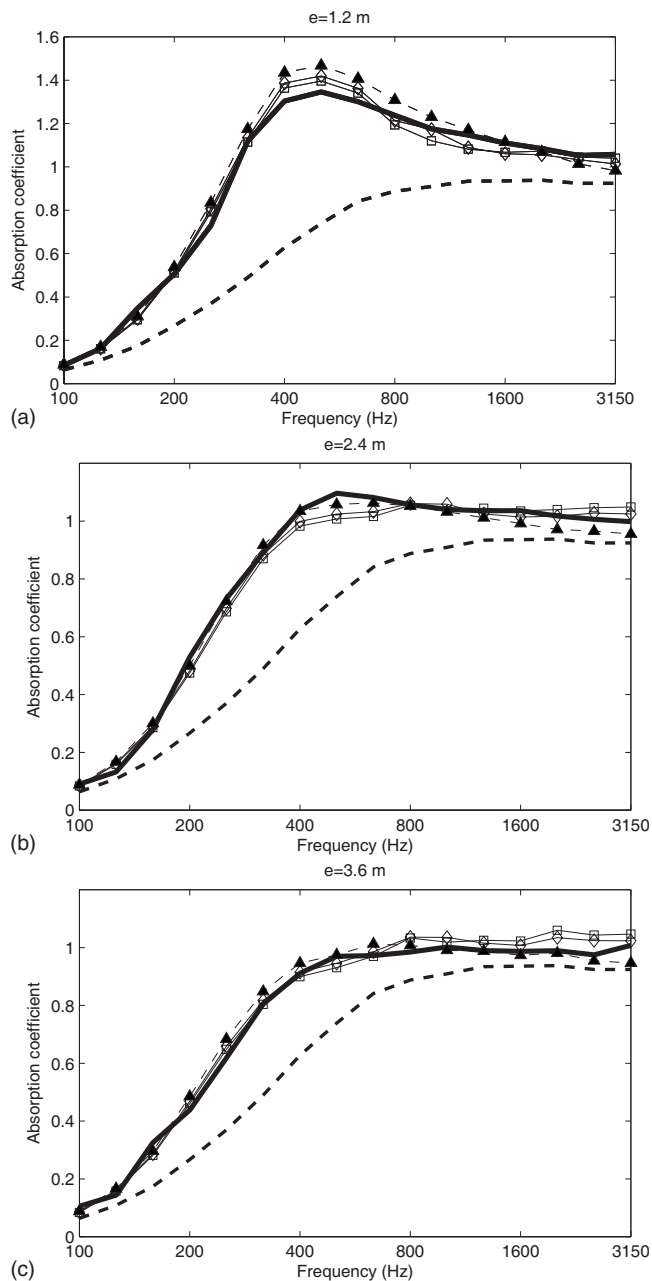 e=1.2 m
1.6
1.4
1.2
1
0.8
0.6
0.4
0.2
0
Absorption coefficient
100 200 400 800 1600 3150
Frequency (Hz)
(a)
e=2.4 m
1
0.8
0.6
0.4
0.2
0
Absorption coefficient
100 200 400 800 1600 3150
Frequency (Hz)
(b)
e=3.6 m
1
0.8
0.6
0.4
0.2
0
Absorption coefficient
100 200 400 800 1600 3150
Frequency (Hz)
(c)